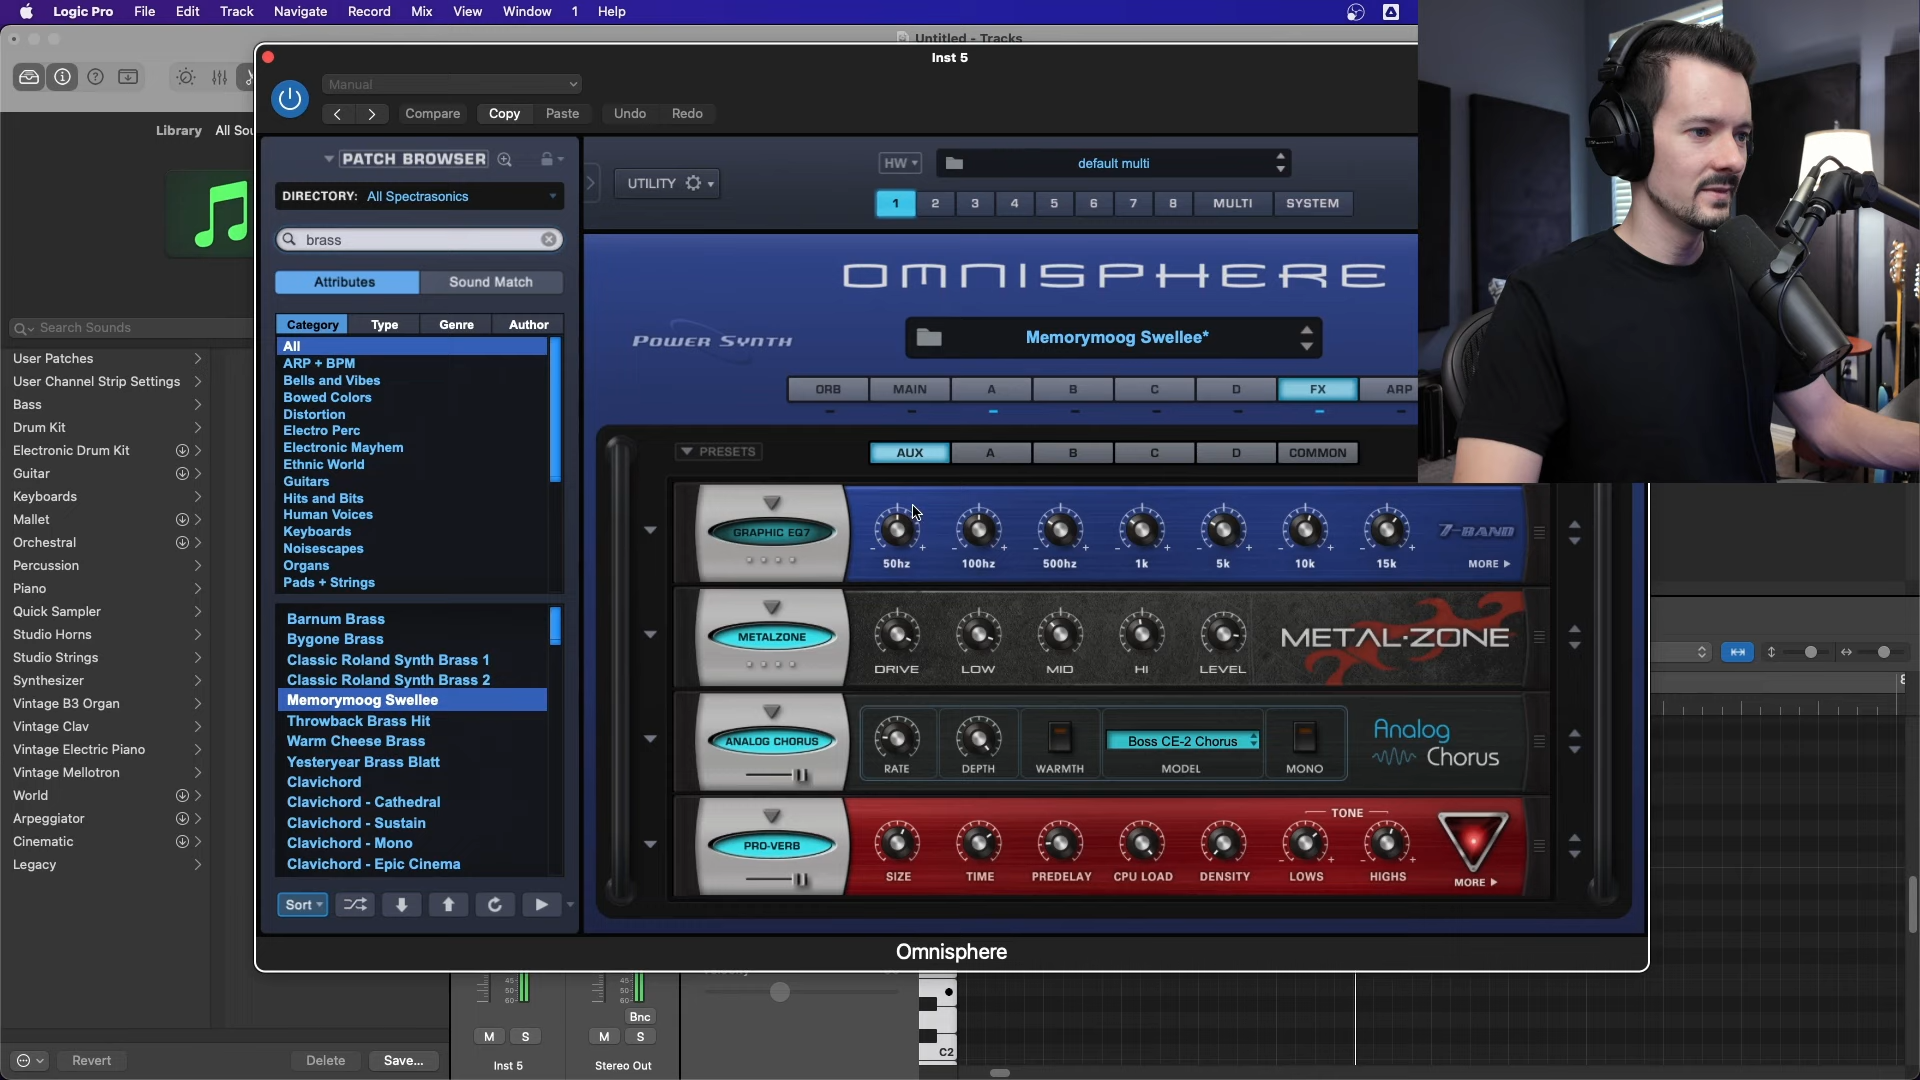 Logic Pro File Edit Track Navigate Record Mix View Window 1 Help
Untitled - Tracks
Inst 5
Manual
Compare Copy Paste Undo Redo
Library All Sou
Search Sounds
User Patches
User Channel Strip Settings
Bass
Drum Kit
Electronic Drum Kit
Guitar
Keyboards
Mallet
Orchestral
Percussion
Piano
Quick Sampler
Studio Horns
Studio Strings
Synthesizer
Vintage B3 Organ
Vintage Clav
Vintage Electric Piano
Vintage Mellotron
World
Arpeggiator
Cinematic
Legacy
Revert Delete Save...
PATCH BROWSER
DIRECTORY: All Spectrasonics
brass
Attributes Sound Match
Category Type Genre Author
All
ARP + BPM
Bells and Vibes
Bowed Colors
Distortion
Electro Perc
Electronic Mayhem
Ethnic World
Guitars
Hits and Bits
Human Voices
Keyboards
Noisescapes
Organs
Pads + Strings
Barnum Brass
Bygone Brass
Classic Roland Synth Brass 1
Classic Roland Synth Brass 2
Memorymoog Swellee
Throwback Brass Hit
Warm Cheese Brass
Yesteryear Brass Blatt
Clavichord
Clavichord - Cathedral
Clavichord - Sustain
Clavichord - Mono
Clavichord - Epic Cinema
Sort
UTILITY
HW default multi
1 2 3 4 5 6 7 8 MULTI SYSTEM
OMNISPHERE
POWER SYNTH
Memorymoog Swellee*
ORB MAIN A B C D FX ARP
PRESETS AUX A B C D COMMON
GRAPHIC EQ7 7-BAND
50hz 100hz 500hz 1k 5k 10k 15k MORE
METALZONE METAL-ZONE
DRIVE LOW MID HI LEVEL
ANALOG CHORUS Boss CE-2 Chorus Analog Chorus
RATE DEPTH WARMTH MODEL MONO
PRO-VERB TONE
SIZE TIME PREDELAY CPU LOAD DENSITY LOWS HIGHS MORE
Omnisphere
45 50 60
45 50 60
Bnc
M S M S
Inst 5 Stereo Out
C2